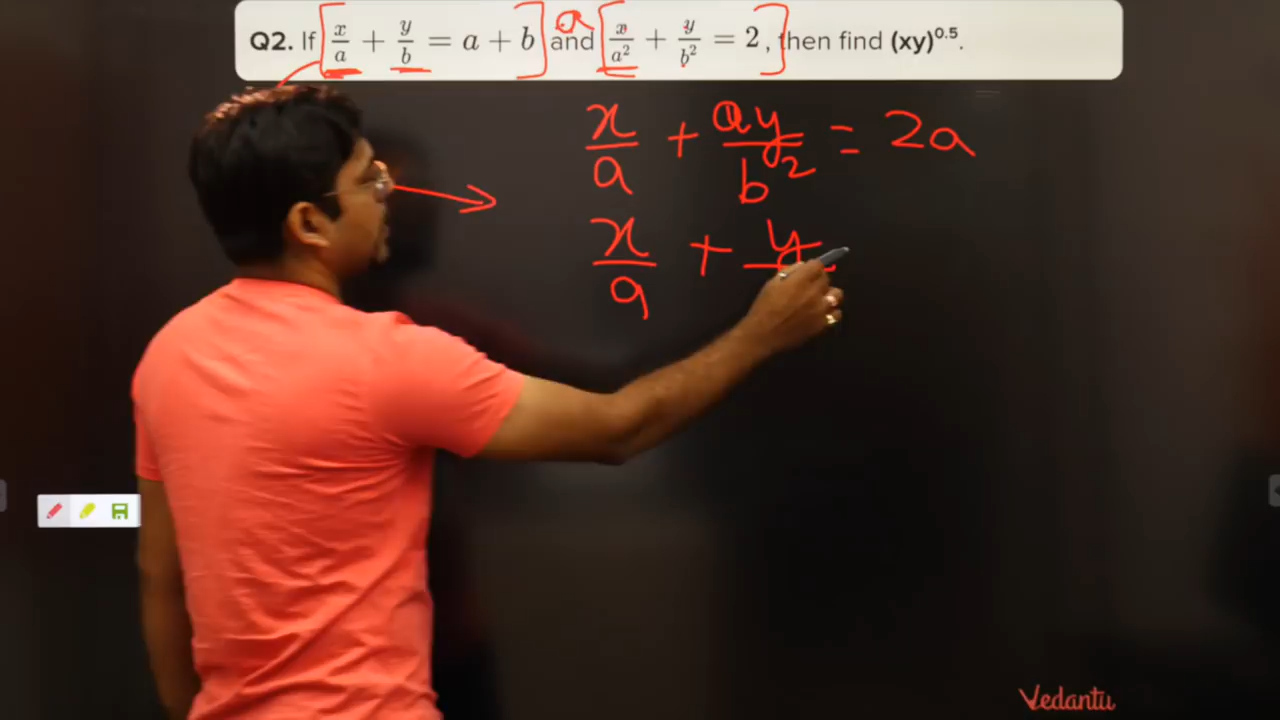 Q2. If [x/a + y/b = a + b] and a[x/a² + y/b² = 2], then find (xy)^0.5.
x/a + ay/b² = 2a
x/a + y
Vedantu